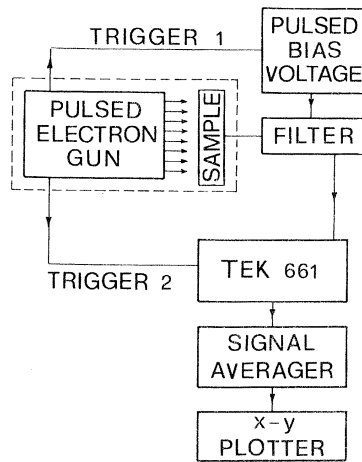 TRIGGER 1
PULSED
BIAS
VOLTAGE
PULSED
ELECTRON
GUN
SAMPLE
FILTER
TRIGGER 2
TEK 661
SIGNAL
AVERAGER
x-y
PLOTTER